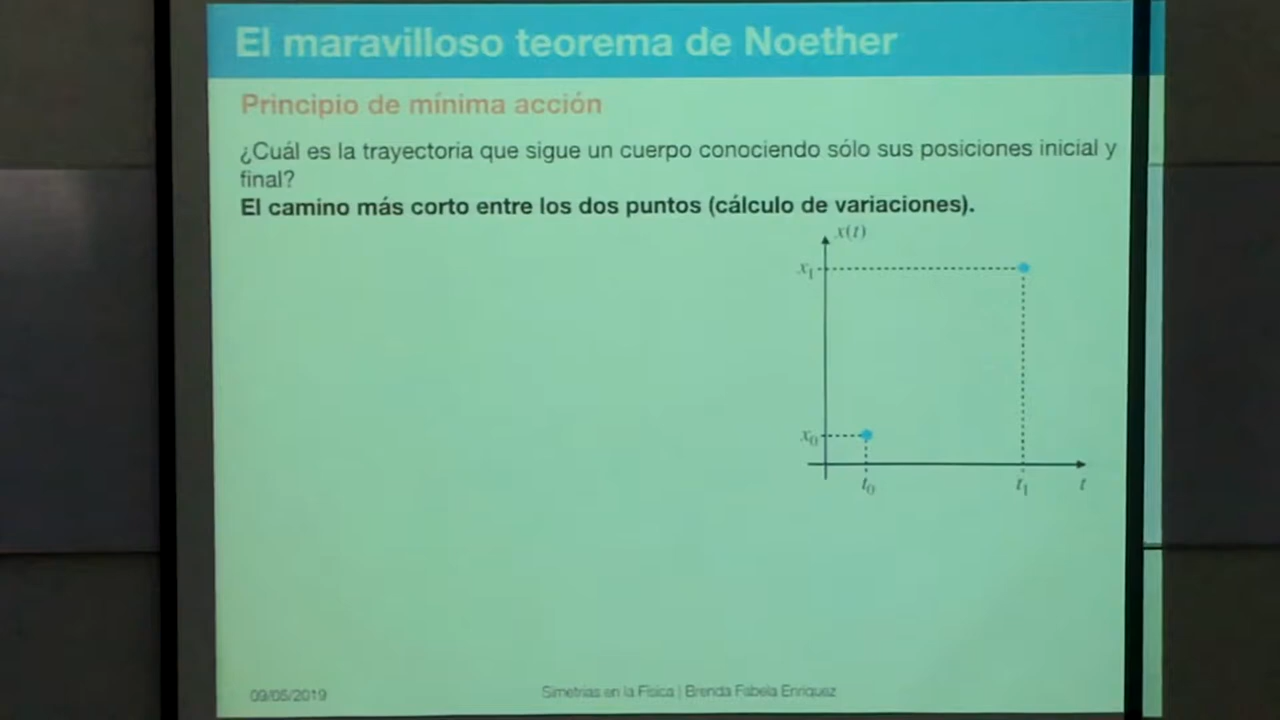 El maravilloso teorema de Noether
Principio de mínima acción
¿Cuál es la trayectoria que sigue un cuerpo conociendo sólo sus posiciones inicial y
final?
El camino más corto entre los dos puntos (cálculo de variaciones).
x(t)
x₁
x₀
t₀ t₁ t
09/05/2019 Simetrías en la Física | Brenda Fabela Enríquez